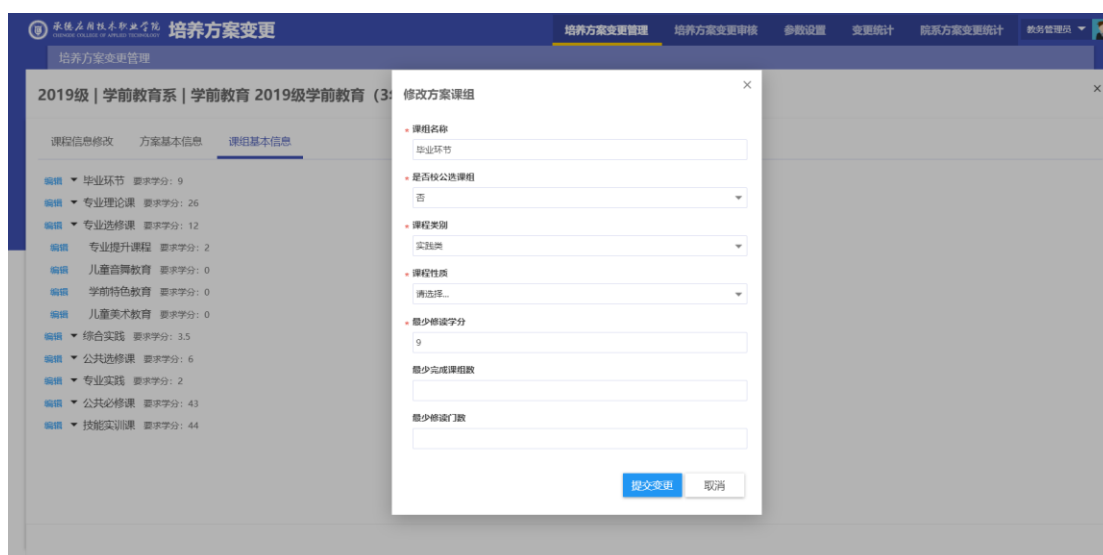 承德应用技术职业学院 培养方案变更 培养方案变更管理 培养方案变更审核 参数设置 变更统计 院系方案变更统计 教务管理员
CHENGDE COLLEGE OF APPLIED TECHNOLOGY
培养方案变更管理
2019级 | 学前教育系 | 学前教育 2019级学前教育（3
课程信息修改 方案基本信息 课组基本信息
编辑 毕业环节 要求学分: 9
编辑 专业理论课 要求学分: 26
编辑 专业选修课 要求学分: 12
编辑 专业提升课程 要求学分: 2
编辑 儿童音舞教育 要求学分: 0
编辑 学前特色教育 要求学分: 0
编辑 儿童美术教育 要求学分: 0
编辑 综合实践 要求学分: 3.5
编辑 公共选修课 要求学分: 6
编辑 专业实践 要求学分: 2
编辑 公共必修课 要求学分: 43
编辑 技能实训课 要求学分: 44
修改方案课组
* 课组名称
毕业环节
* 是否校公选课组
否
* 课程类别
实践类
* 课程性质
请选择...
* 最少修读学分
9
最少完成课组数
最少修读门数
提交变更 取消